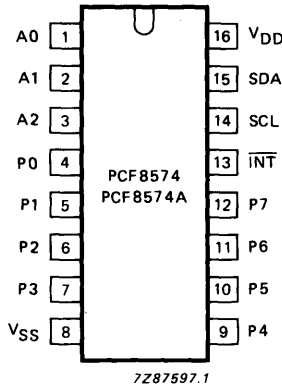 A0 1 16 VDD
A1 2 15 SDA
A2 3 14 SCL
P0 4 13 INT
PCF8574
PCF8574A
P1 5 12 P7
P2 6 11 P6
P3 7 10 P5
VSS 8 9 P4
7Z87597.1